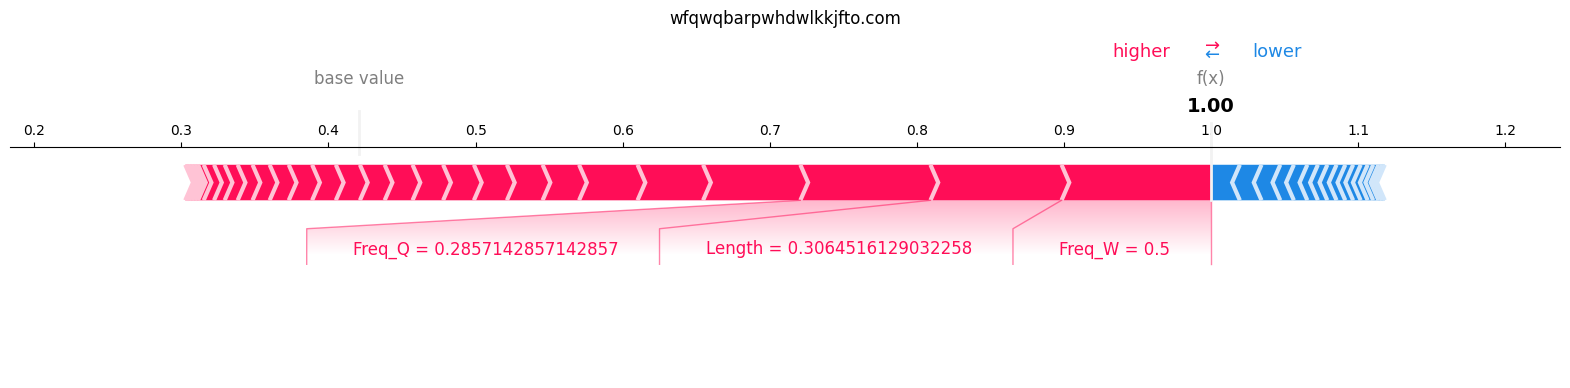 wfqwqbarpwhdwlkkjfto.com
higher ⇄ lower
base value
f(x)
1.00
0.2 0.3 0.4 0.5 0.6 0.7 0.8 0.9 1.0 1.1 1.2
Freq_Q = 0.2857142857142857 Length = 0.3064516129032258 Freq_W = 0.5